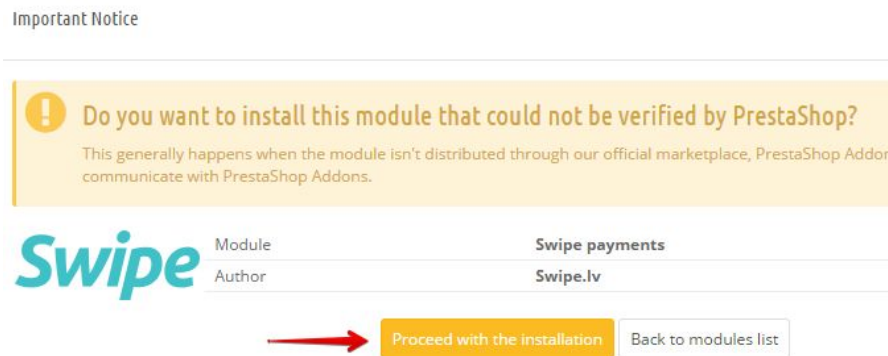 Important Notice
Do you want to install this module that could not be verified by PrestaShop?
This generally happens when the module isn't distributed through our official marketplace, PrestaShop
communicate with PrestaShop Addons.
Swipe
Module Swipe payments
Author Swipe.lv
Proceed with the installation Back to modules list